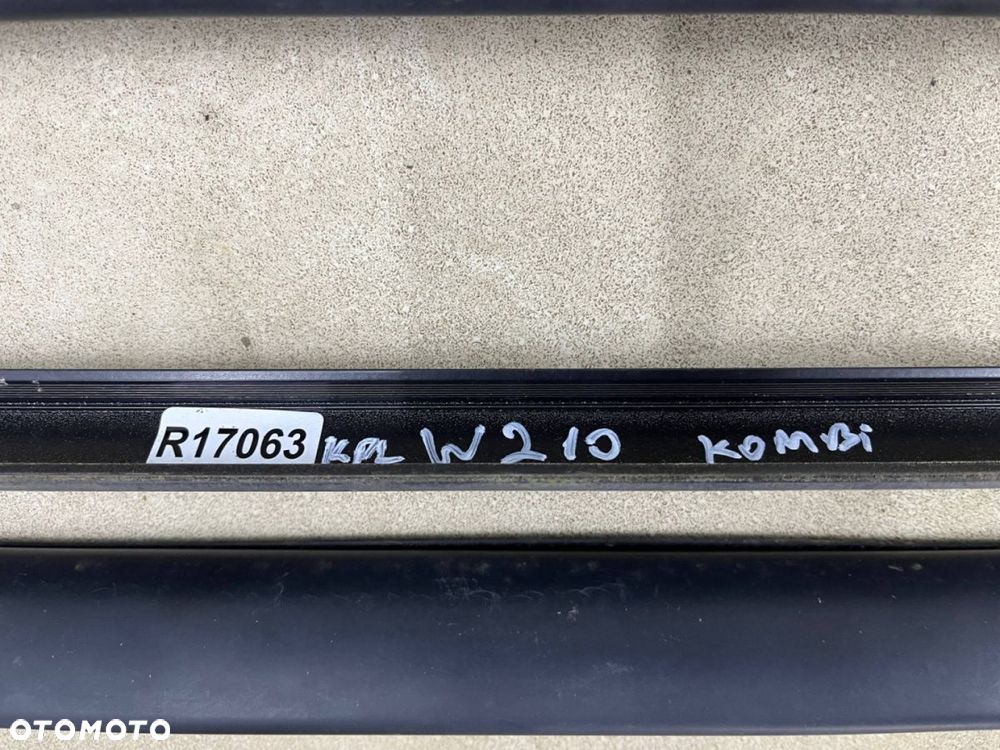 R17063 KPL W210 KOMBI
OTOMOTO